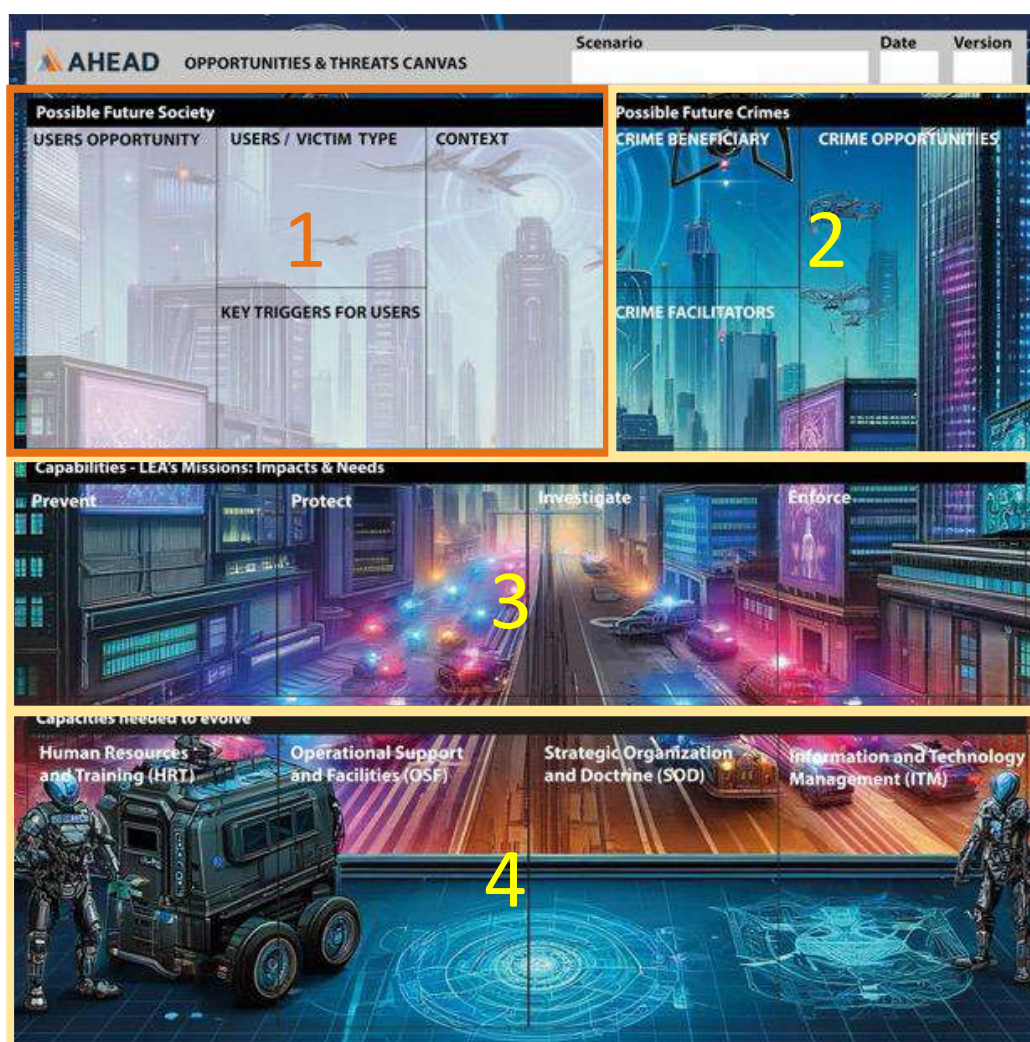 AHEAD OPPORTUNITIES & THREATS CANVAS
Scenario
Date
Version
Possible Future Society
USERS OPPORTUNITY
USERS / VICTIM TYPE
CONTEXT
1
KEY TRIGGERS FOR USERS
Possible Future Crimes
CRIME BENEFICIARY
CRIME OPPORTUNITIES
2
CRIME FACILITATORS
Capabilities - LEA's Missions: Impacts & Needs
Prevent
Protect
Investigate
Enforce
3
Capacities needed to evolve
Human Resources
and Training (HRT)
Operational Support
and Facilities (OSF)
Strategic Organization
and Doctrine (SOD)
Information and Technology
Management (ITM)
4